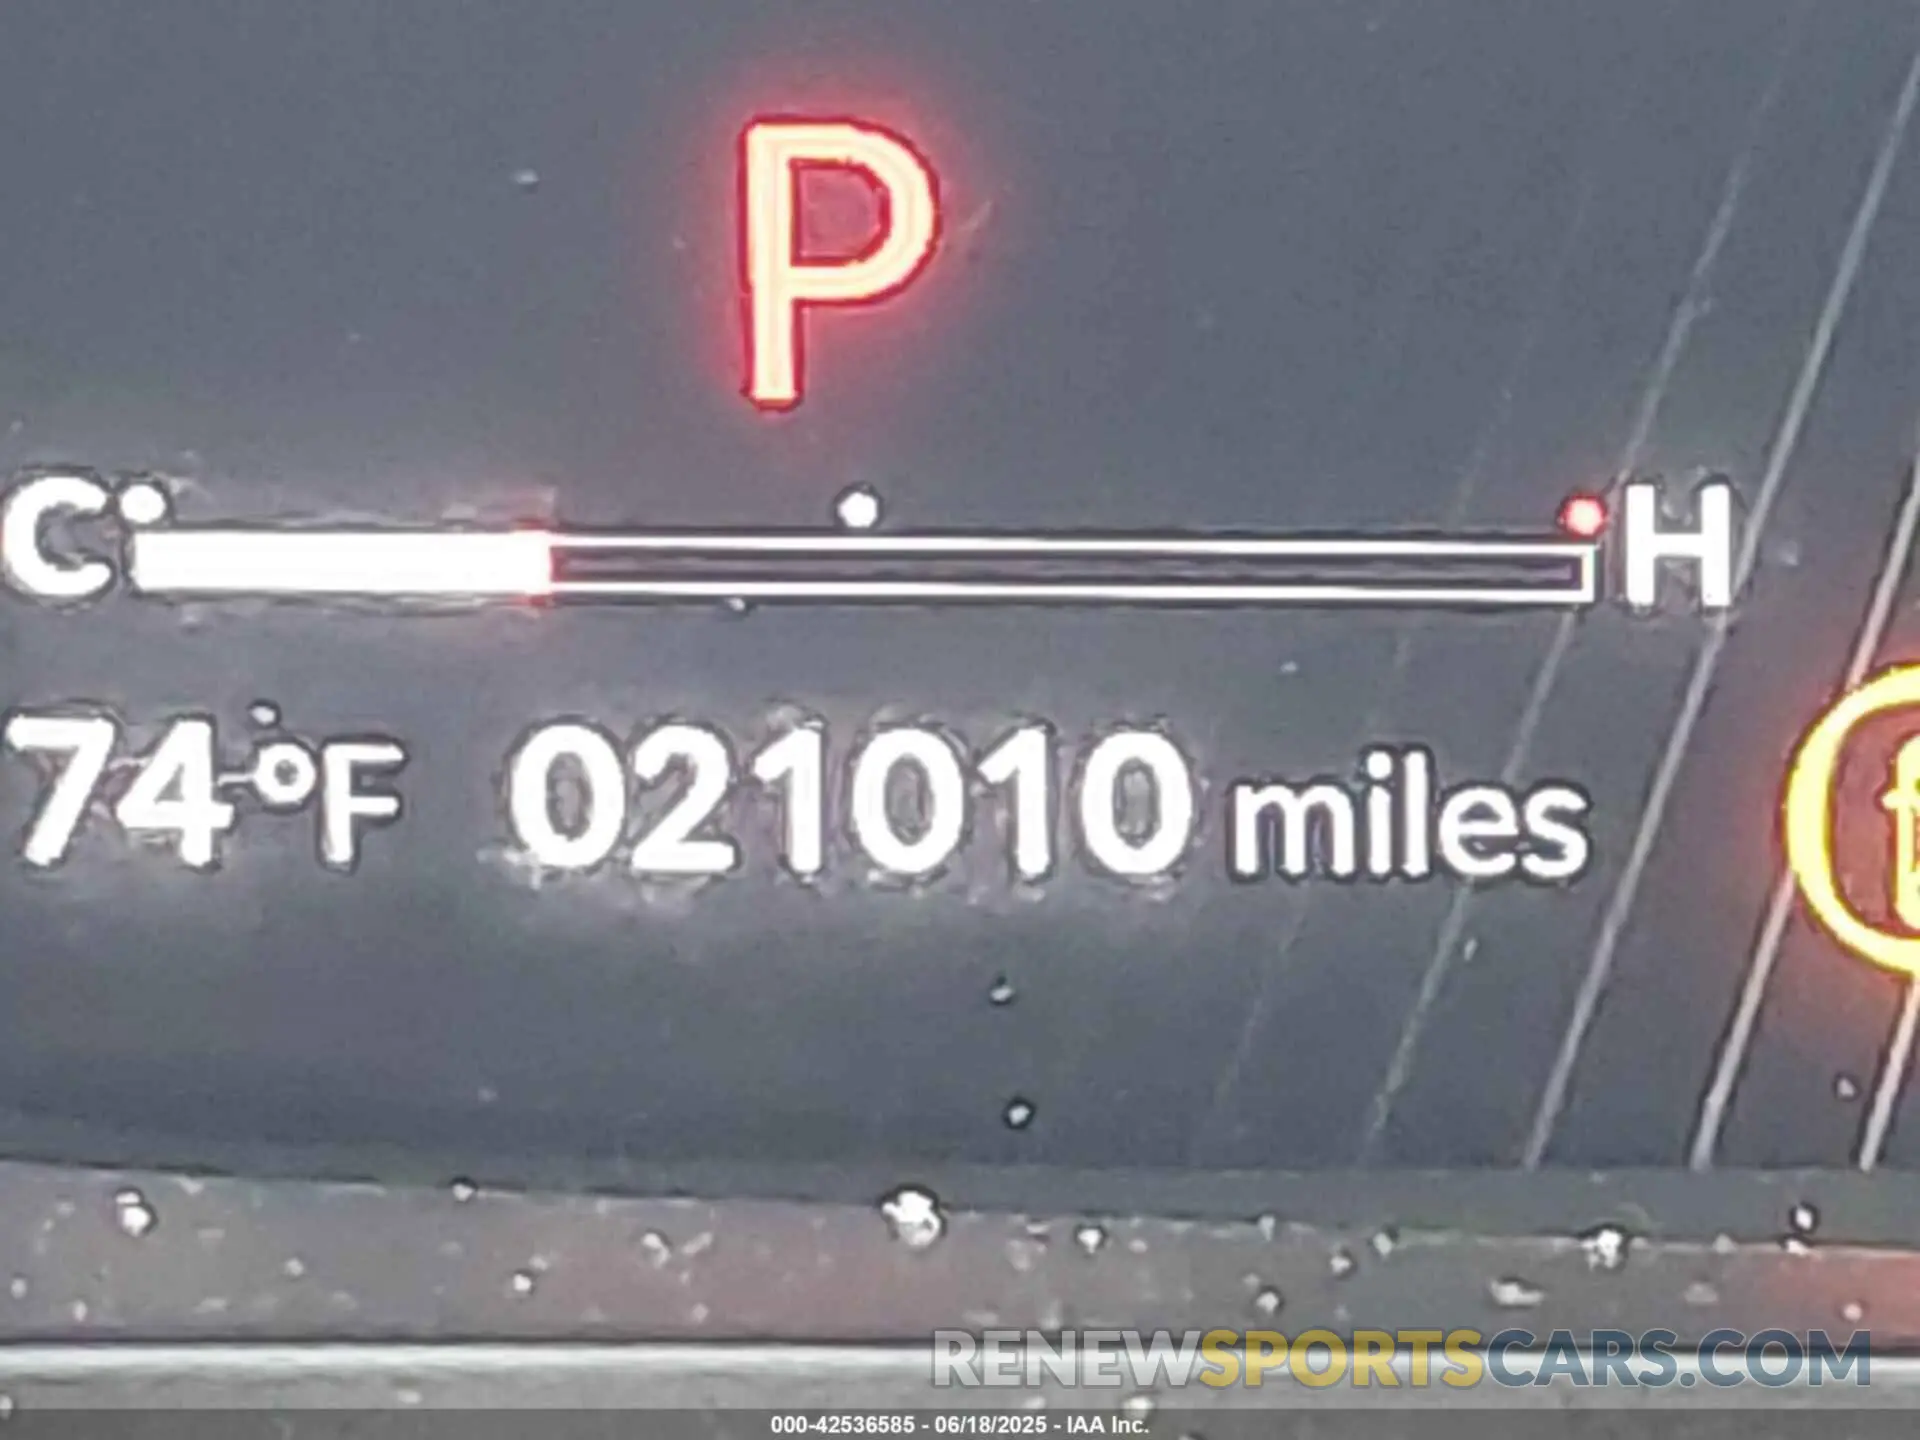 P
C H
74°F 021010 miles
RENEWSPORTSCARS.COM
000-42536585 - 06/18/2025 - IAA Inc.